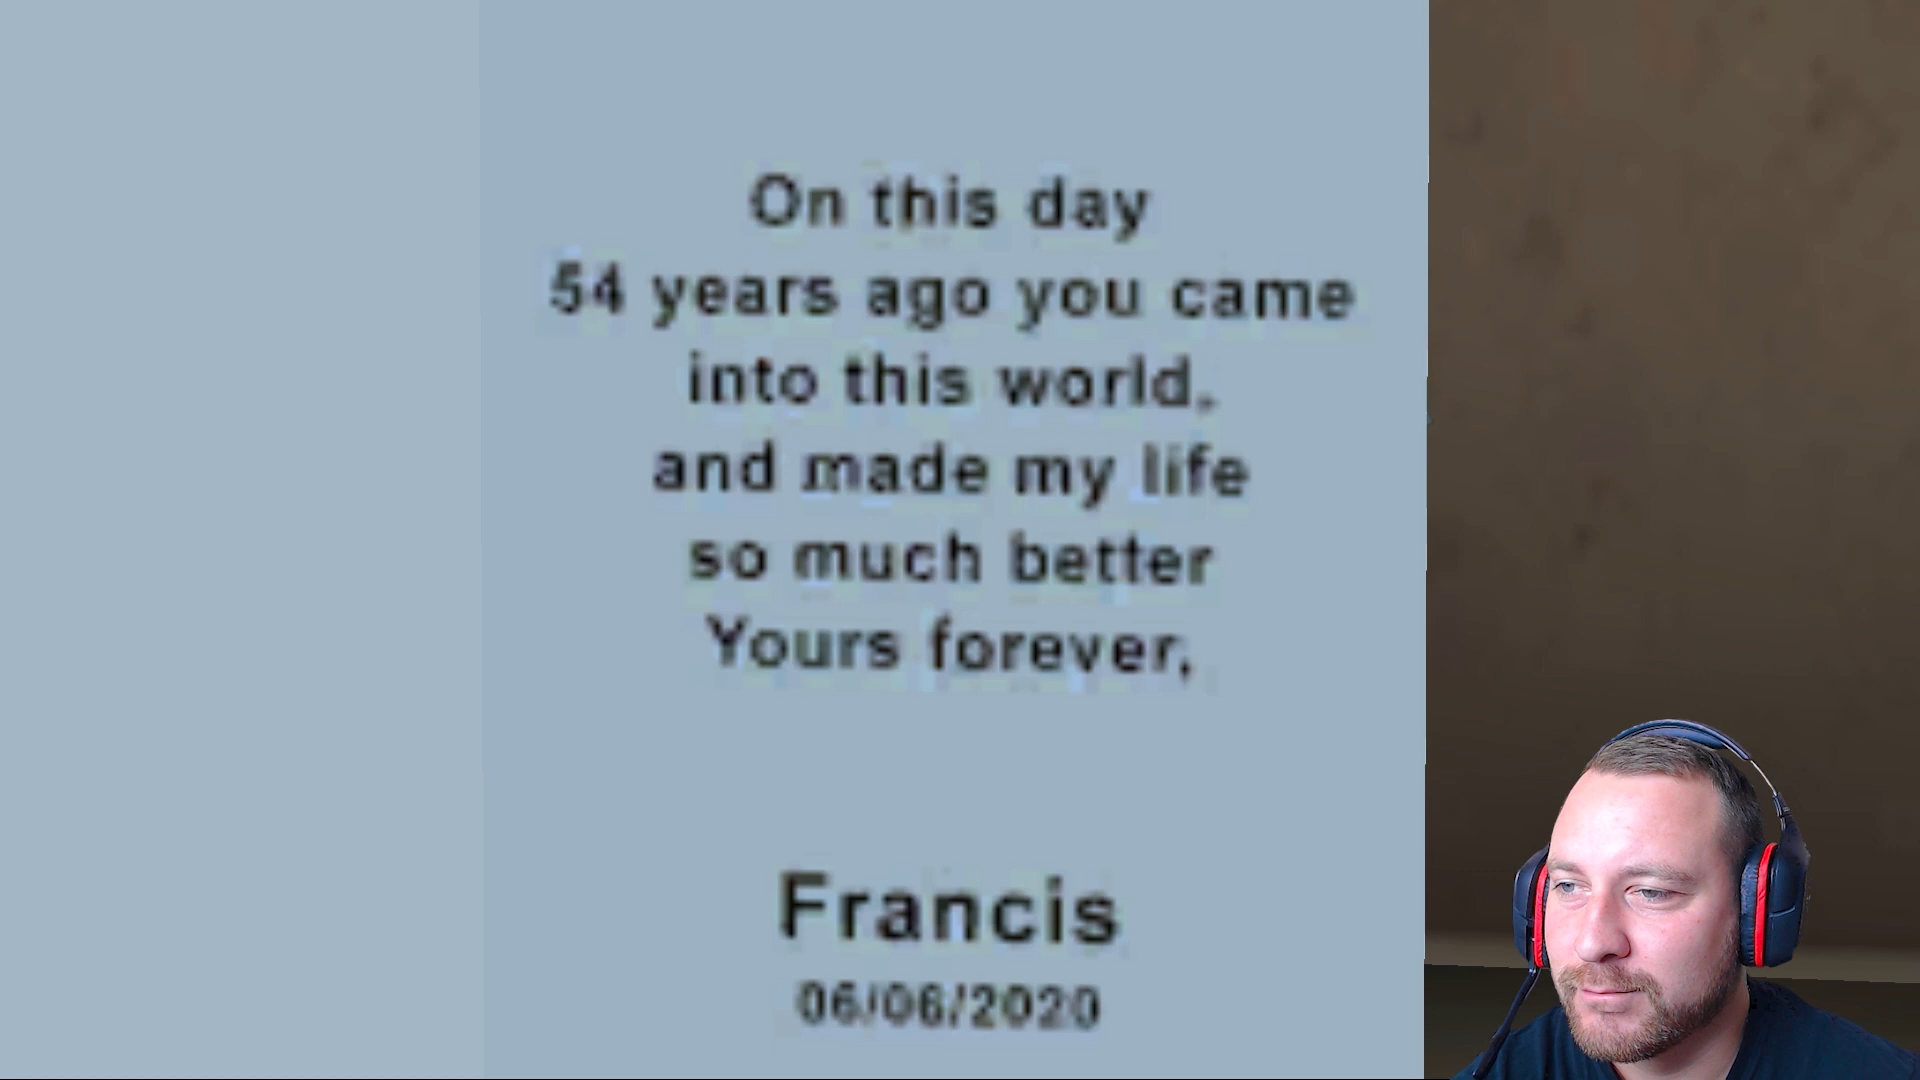 On this day
54 years ago you came
into this world,
and made my life
so much better
Yours forever,
Francis
06/06/2020